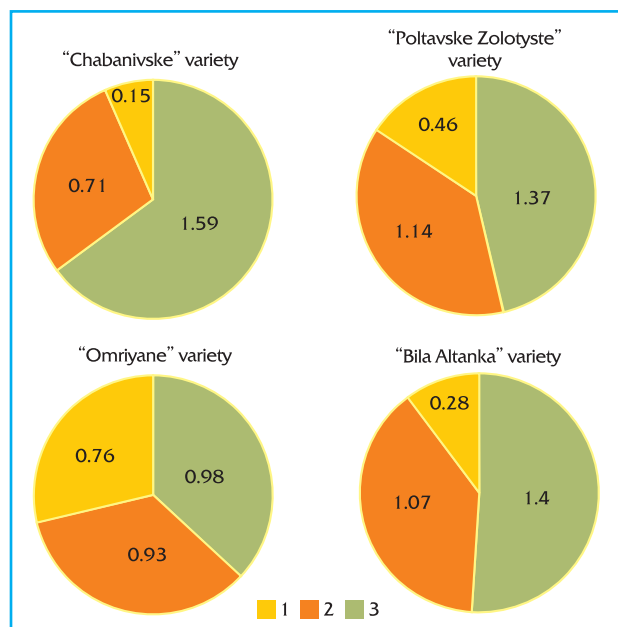 “Chabanivske” variety
0.15
0.71
1.59
“Poltavske Zolotyste”
variety
0.46
1.37
1.14
“Omriyane” variety
0.76
0.98
0.93
“Bila Altanka” variety
0.28
1.07
1.4
1 2 3